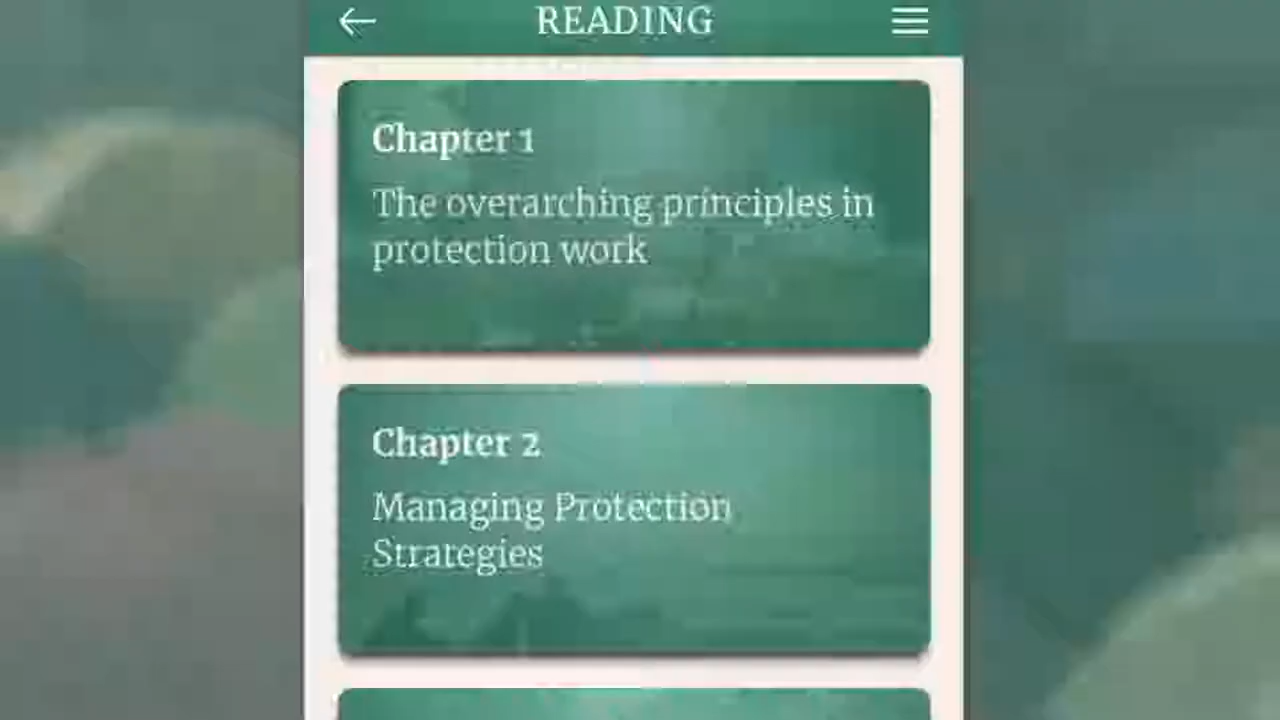 READING
Chapter 1
The overarching principles in
protection work
Chapter 2
Managing Protection
Strategies